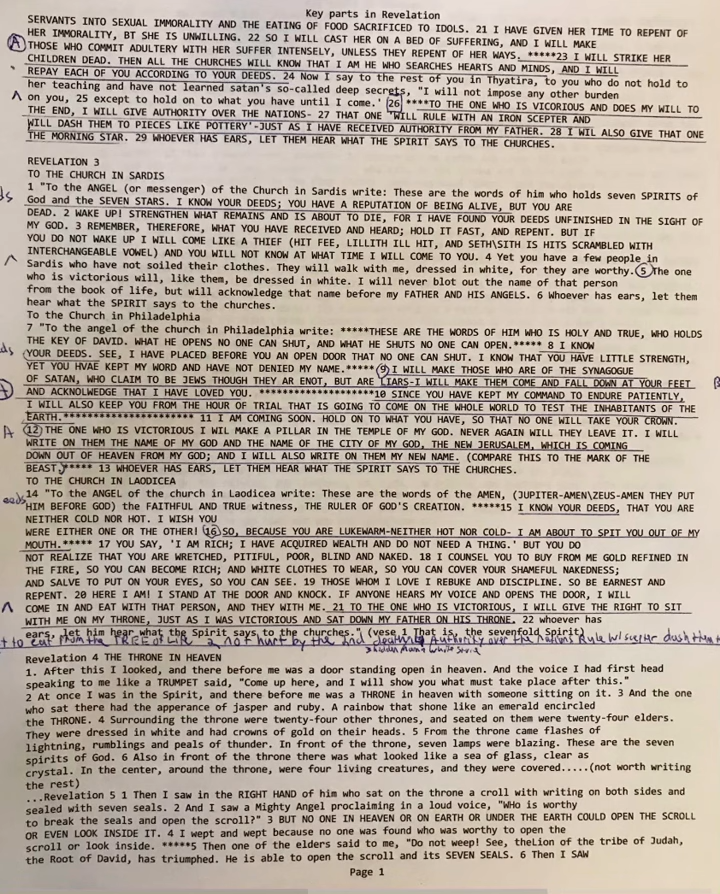 Key parts in Revelation
SERVANTS INTO SEXUAL IMMORALITY AND THE EATING OF FOOD SACRIFICED TO IDOLS. 21 I HAVE GIVEN HER TIME TO REPENT OF
HER IMMORALITY, BT SHE IS UNWILLING. 22 SO I WILL CAST HER ON A BED OF SUFFERING, AND I WILL MAKE
A THOSE WHO COMMIT ADULTERY WITH HER SUFFER INTENSELY, UNLESS THEY REPENT OF HER WAYS. *****23 I WILL STRIKE HER
CHILDREN DEAD. THEN ALL THE CHURCHES WILL KNOW THAT I AM HE WHO SEARCHES HEARTS AND MINDS, AND I WILL
REPAY EACH OF YOU ACCORDING TO YOUR DEEDS. 24 Now I say to the rest of you in Thyatira, to you who do not hold to
her teaching and have not learned satan's so-called deep secrets, "I will not impose any other burden
on you, 25 except to hold on to what you have until I come.' 26 ****TO THE ONE WHO IS VICORIOUS AND DOES MY WILL TO
THE END, I WILL GIVE AUTHORITY OVER THE NATIONS- 27 THAT ONE "WILL RULE WITH AN IRON SCEPTER AND
WILL DASH THEM TO PIECES LIKE POTTERY'-JUST AS I HAVE RECEIVED AUTHORITY FROM MY FATHER. 28 I WIL ALSO GIVE THAT ONE
THE MORNING STAR. 29 WHOEVER HAS EARS, LET THEM HEAR WHAT THE SPIRIT SAYS TO THE CHURCHES.
REVELATION 3
TO THE CHURCH IN SARDIS
1 "To the ANGEL (or messenger) of the Church in Sardis write: These are the words of him who holds seven SPIRITS of
God and the SEVEN STARS. I KNOW YOUR DEEDS; YOU HAVE A REPUTATION OF BEING ALIVE, BUT YOU ARE
DEAD. 2 WAKE UP! STRENGTHEN WHAT REMAINS AND IS ABOUT TO DIE, FOR I HAVE FOUND YOUR DEEDS UNFINISHED IN THE SIGHT OF
MY GOD. 3 REMEMBER, THEREFORE, WHAT YOU HAVE RECEIVED AND HEARD; HOLD IT FAST, AND REPENT. BUT IF
YOU DO NOT WAKE UP I WILL COME LIKE A THIEF (HIT FEE, LILLITH ILL HIT, AND SETH\SITH IS HITS SCRAMBLED WITH
INTERCHANGEABLE VOWEL) AND YOU WILL NOT KNOW AT WHAT TIME I WILL COME TO YOU. 4 Yet you have a few people in
Sardis who have not soiled their clothes. They will walk with me, dressed in white, for they are worthy. 5 The one
who is victorious will, like them, be dressed in white. I will never blot out the name of that person
from the book of life, but will acknowledge that name before my FATHER AND HIS ANGELS. 6 Whoever has ears, let them
hear what the SPIRIT says to the churches.
To the Church in Philadelphia
7 "To the angel of the church in Philadelphia write: *****THESE ARE THE WORDS OF HIM WHO IS HOLY AND TRUE, WHO HOLDS
THE KEY OF DAVID. WHAT HE OPENS NO ONE CAN SHUT, AND WHAT HE SHUTS NO ONE CAN OPEN.***** 8 I KNOW
YOUR DEEDS. SEE, I HAVE PLACED BEFORE YOU AN OPEN DOOR THAT NO ONE CAN SHUT. I KNOW THAT YOU HAVE LITTLE STRENGTH,
YET YOU HVAE KEPT MY WORD AND HAVE NOT DENIED MY NAME.***** 9 I WILL MAKE THOSE WHO ARE OF THE SYNAGOGUE
OF SATAN, WHO CLAIM TO BE JEWS THOUGH THEY AR ENOT, BUT ARE LIARS-I WILL MAKE THEM COME AND FALL DOWN AT YOUR FEET
AND ACKNOLWEDGE THAT I HAVE LOVED YOU. ********************10 SINCE YOU HAVE KEPT MY COMMAND TO ENDURE PATIENTLY,
I WILL ALSO KEEP YOU FROM THE HOUR OF TRIAL THAT IS GOING TO COME ON THE WHOLE WORLD TO TEST THE INHABITANTS OF THE
EARTH.********************** 11 I AM COMING SOON. HOLD ON TO WHAT YOU HAVE, SO THAT NO ONE WILL TAKE YOUR CROWN.
A 12 THE ONE WHO IS VICTORIOUS I WIL MAKE A PILLAR IN THE TEMPLE OF MY GOD. NEVER AGAIN WILL THEY LEAVE IT. I WILL
WRITE ON THEM THE NAME OF MY GOD AND THE NAME OF THE CITY OF MY GOD, THE NEW JERUSALEM, WHICH IS COMING
DOWN OUT OF HEAVEN FROM MY GOD; AND I WILL ALSO WRITE ON THEM MY NEW NAME. (COMPARE THIS TO THE MARK OF THE
BEAST)***** 13 WHOEVER HAS EARS, LET THEM HEAR WHAT THE SPIRIT SAYS TO THE CHURCHES.
TO THE CHURCH IN LAODICEA
14 "To the ANGEL of the church in Laodicea write: These are the words of the AMEN, (JUPITER-AMEN\ZEUS-AMEN THEY PUT
HIM BEFORE GOD) the FAITHFUL AND TRUE witness, THE RULER OF GOD'S CREATION. *****15 I KNOW YOUR DEEDS, THAT YOU ARE
NEITHER COLD NOR HOT. I WISH YOU
WERE EITHER ONE OR THE OTHER! 16 SO, BECAUSE YOU ARE LUKEWARM-NEITHER HOT NOR COLD- I AM ABOUT TO SPIT YOU OUT OF MY
MOUTH.***** 17 YOU SAY, 'I AM RICH; I HAVE ACQUIRED WEALTH AND DO NOT NEED A THING.' BUT YOU DO
NOT REALIZE THAT YOU ARE WRETCHED, PITIFUL, POOR, BLIND AND NAKED. 18 I COUNSEL YOU TO BUY FROM ME GOLD REFINED IN
THE FIRE, SO YOU CAN BECOME RICH; AND WHITE CLOTHES TO WEAR, SO YOU CAN COVER YOUR SHAMEFUL NAKEDNESS;
AND SALVE TO PUT ON YOUR EYES, SO YOU CAN SEE. 19 THOSE WHOM I LOVE I REBUKE AND DISCIPLINE. SO BE EARNEST AND
REPENT. 20 HERE I AM! I STAND AT THE DOOR AND KNOCK. IF ANYONE HEARS MY VOICE AND OPENS THE DOOR, I WILL
COME IN AND EAT WITH THAT PERSON, AND THEY WITH ME. 21 TO THE ONE WHO IS VICTORIOUS, I WILL GIVE THE RIGHT TO SIT
WITH ME ON MY THRONE, JUST AS I WAS VICTORIOUS AND SAT DOWN MY FATHER ON HIS THRONE. 22 whoever has
ears, let him hear what the Spirit says to the churches." (vese 1 That is, the sevenfold Spirit)
t to eat from the TREE of Life 2 not hurt by the 2nd death Authority over the nations Rule w/ scepter dash them
3 hidden Manna White Stone
Revelation 4 THE THRONE IN HEAVEN
1. After this I looked, and there before me was a door standing open in heaven. And the voice I had first head
speaking to me like a TRUMPET said, "Come up here, and I will show you what must take place after this."
2 At once I was in the Spirit, and there before me was a THRONE in heaven with someone sitting on it. 3 And the one
who sat there had the apperance of jasper and ruby. A rainbow that shone like an emerald encircled
the THRONE. 4 Surrounding the throne were twenty-four other thrones, and seated on them were twenty-four elders.
They were dressed in white and had crowns of gold on their heads. 5 From the throne came flashes of
lightning, rumblings and peals of thunder. In front of the throne, seven lamps were blazing. These are the seven
spirits of God. 6 Also in front of the throne there was what looked like a sea of glass, clear as
crystal. In the center, around the throne, were four living creatures, and they were covered.....(not worth writing
the rest)
...Revelation 5 1 Then I saw in the RIGHT HAND of him who sat on the throne a croll with writing on both sides and
sealed with seven seals. 2 And I saw a Mighty Angel proclaiming in a loud voice, "WHo is worthy
to break the seals and open the scroll?" 3 BUT NO ONE IN HEAVEN OR ON EARTH OR UNDER THE EARTH COULD OPEN THE SCROLL
OR EVEN LOOK INSIDE IT. 4 I wept and wept because no one was found who was worthy to open the
scroll or look inside. *****5 Then one of the elders said to me, "Do not weep! See, theLion of the tribe of Judah,
the Root of David, has triumphed. He is able to open the scroll and its SEVEN SEALS. 6 Then I SAW
Page 1